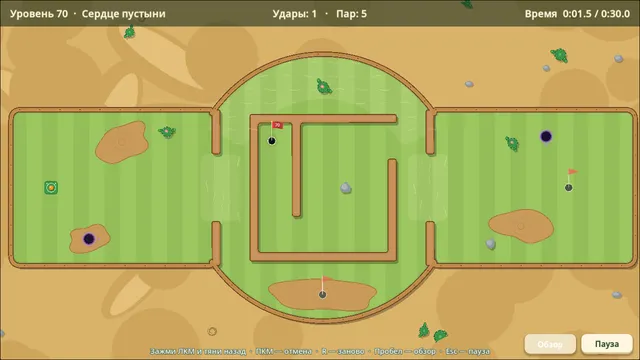 Уровень 70 · Сердце пустыни
Удары: 1 · Пар: 5
Время 0:01.5 / 0:30.0
Зажми ЛКМ и тяни назад · ПКМ — отмена · R — заново · Пробел — обзор · Esc — пауза
Обзор
Пауза